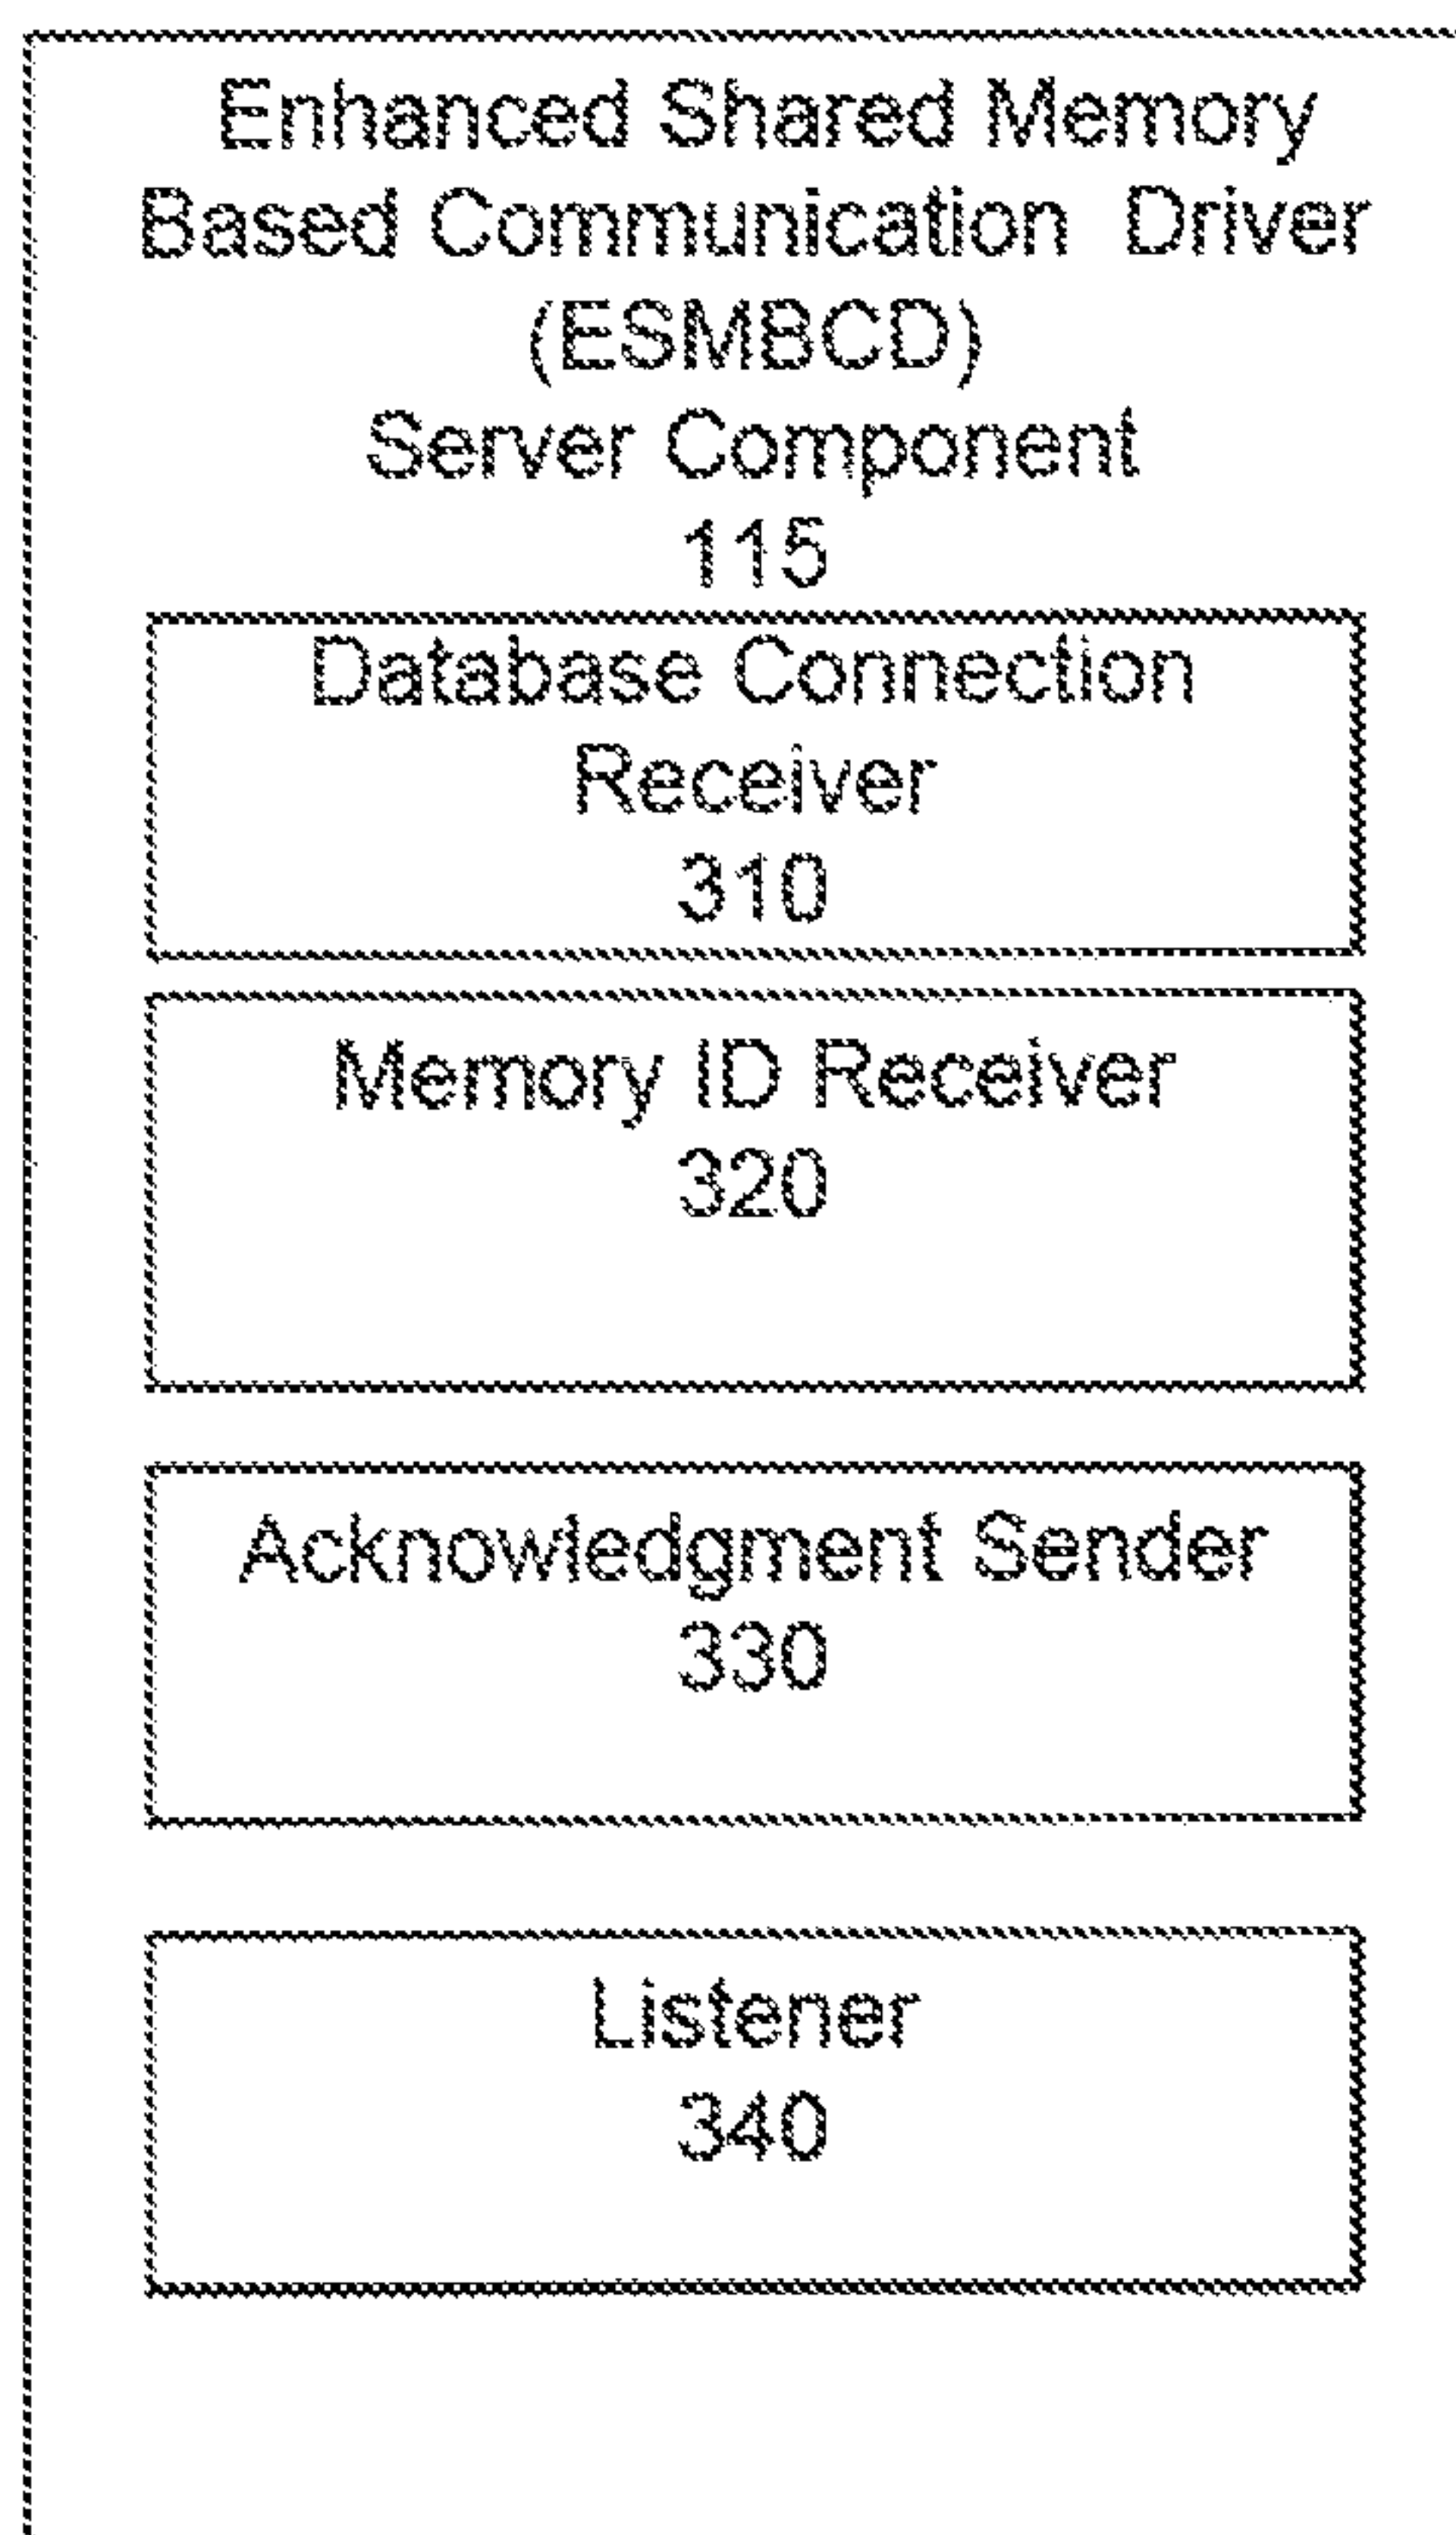 Enhanced Shared Memory
Based Communication Driver
(ESMBCD)
Server Component
115
Database Connection
Receiver
310
Memory ID Receiver
320
Acknowledgment Sender
330
Listener
340